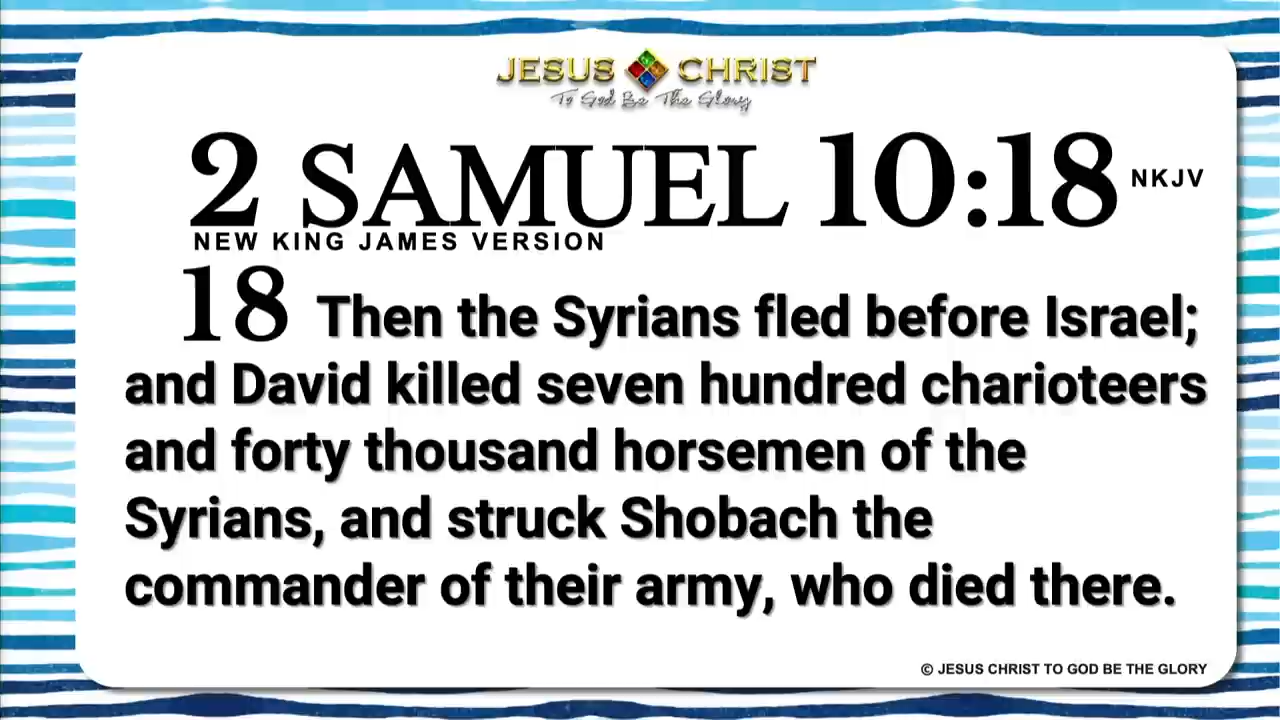 JESUS CHRIST
To God Be The Glory
2 SAMUEL 10:18 NKJV
NEW KING JAMES VERSION
18 Then the Syrians fled before Israel;
and David killed seven hundred charioteers
and forty thousand horsemen of the
Syrians, and struck Shobach the
commander of their army, who died there.
© JESUS CHRIST TO GOD BE THE GLORY